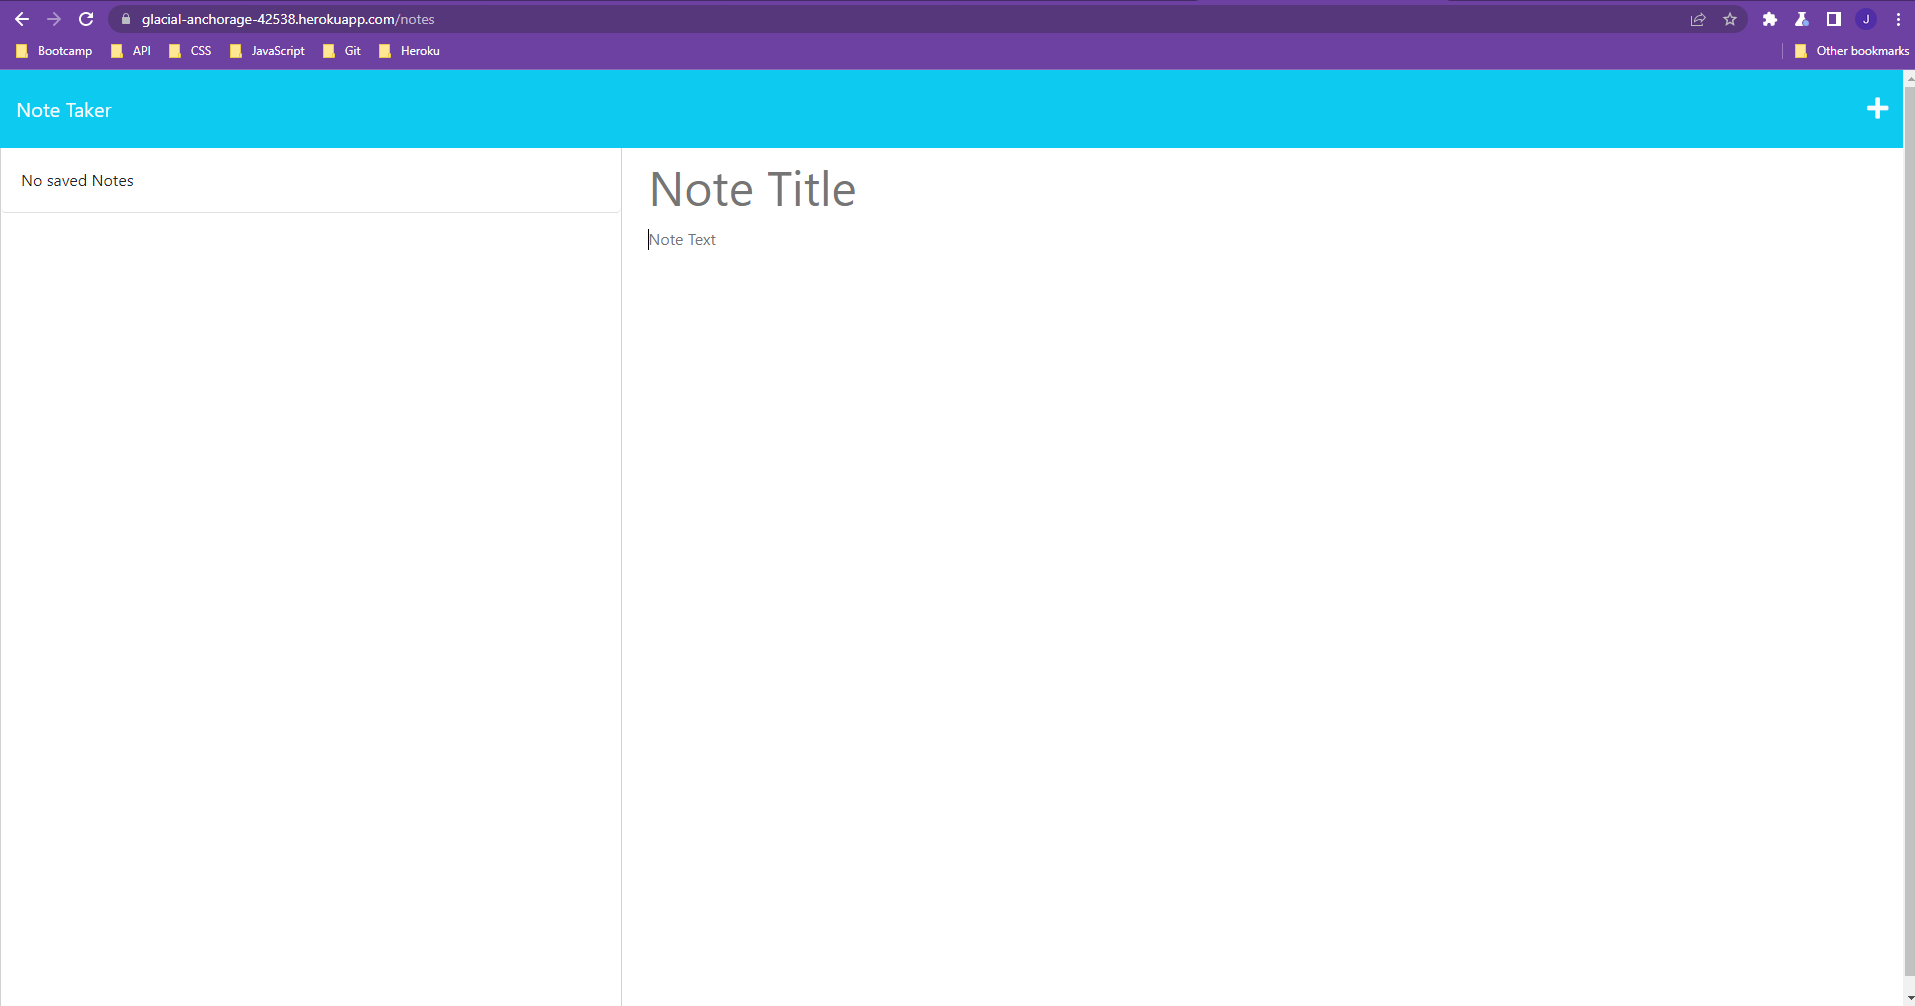 glacial-anchorage-42538.herokuapp.com/notes
J
Bootcamp API CSS JavaScript Git Heroku Other bookmarks
Note Taker
No saved Notes
Note Title
Note Text